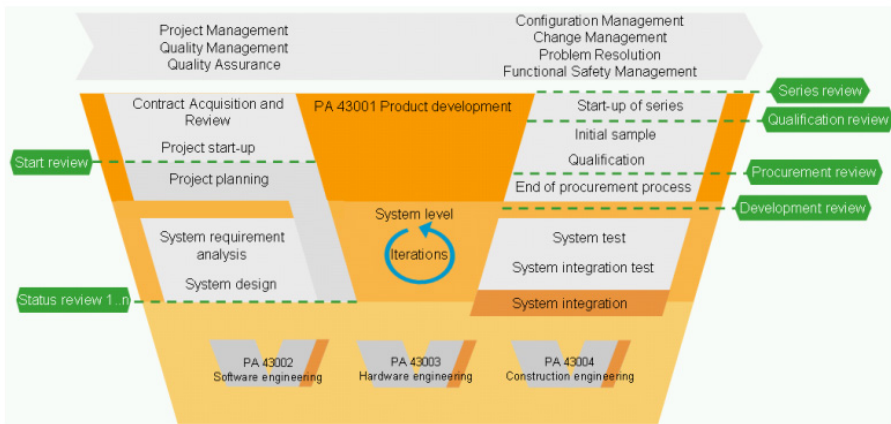 Project Management
Quality Management
Quality Assurance
Configuration Management
Change Management
Problem Resolution
Functional Safety Management
Series review
Contract Acquisition and
Review
PA 43001 Product development
Start-up of series
Qualification review
Initial sample
Project start-up
Start review
Qualification
Procurement review
Project planning
End of procurement process
Development review
System level
System requirement
analysis
Iterations
System test
System integration test
System design
Status review 1..n
System integration
PA 43002
Software engineering
PA 43003
Hardware engineering
PA 43004
Construction engineering